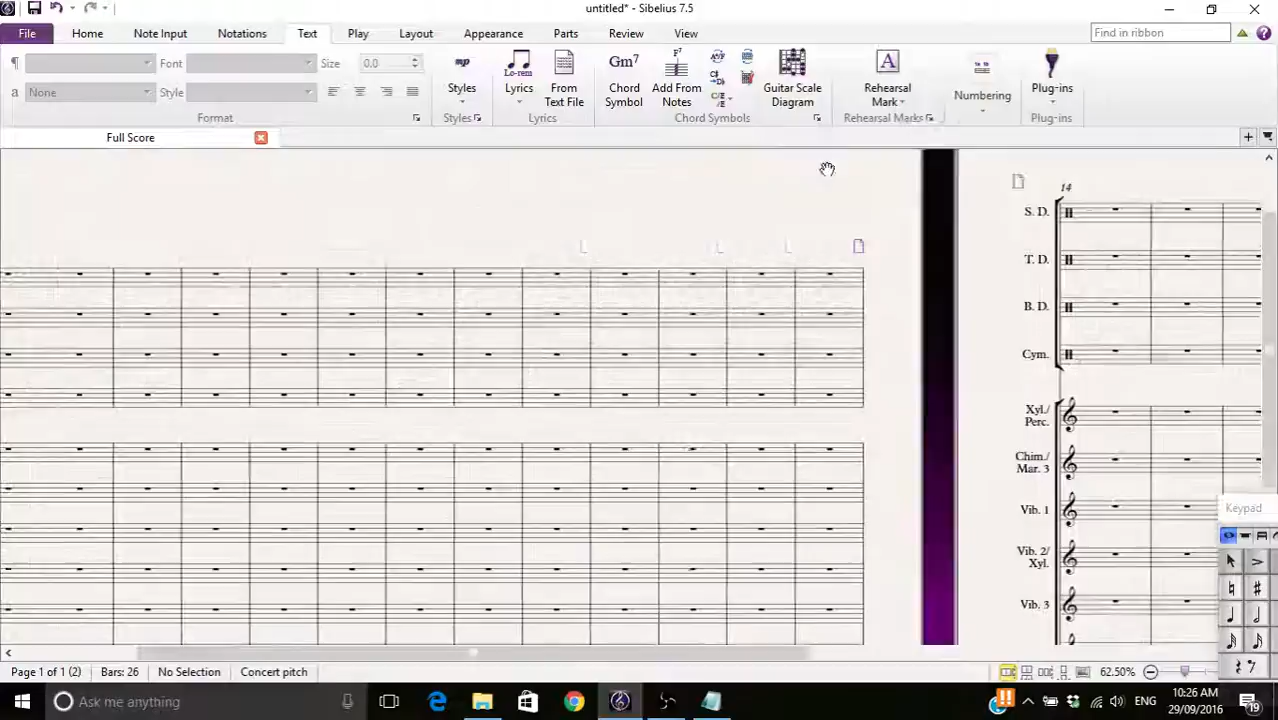 untitled* - Sibelius 7.5
File Home Note Input Notations Text Play Layout Appearance Parts Review View Find in ribbon
¶ Font Size 0.0
a None Style
Styles
Lyrics
From Text File
Chord Symbol
Add From Notes
Guitar Scale Diagram
Rehearsal Mark
Numbering
Plug-ins
Format Styles Lyrics Chord Symbols Rehearsal Marks Plug-ins
Full Score
14
S. D.
T. D.
B. D.
Cym.
Xyl./
Perc.
Chim./
Mar. 3
Vib. 1
Vib. 2/
Xyl.
Vib. 3
Keypad
Page 1 of 1 (2) Bars: 26 No Selection Concert pitch 62.50%
Ask me anything
ENG
10:26 AM
29/09/2016
19